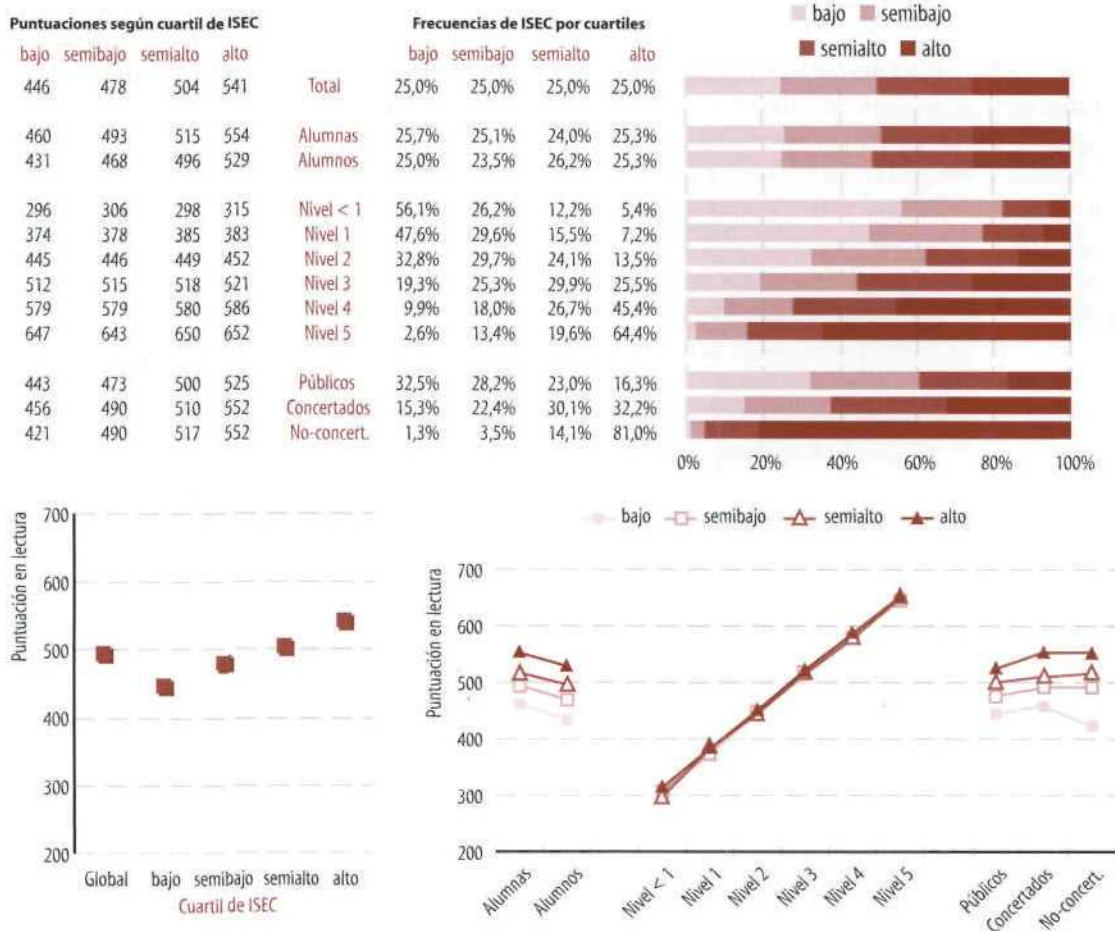 Puntuaciones según cuartil de ISEC Frecuencias de ISEC por cuartiles bajo semibajo
semialto alto
bajo semibajo semialto alto bajo semibajo semialto alto
446 478 504 541 Total 25,0% 25,0% 25,0% 25,0%
460 493 515 554 Alumnas 25,7% 25,1% 24,0% 25,3%
431 468 496 529 Alumnos 25,0% 23,5% 26,2% 25,3%
296 306 298 315 Nivel < 1 56,1% 26,2% 12,2% 5,4%
374 378 385 383 Nivel 1 47,6% 29,6% 15,5% 7,2%
445 446 449 452 Nivel 2 32,8% 29,7% 24,1% 13,5%
512 515 518 521 Nivel 3 19,3% 25,3% 29,9% 25,5%
579 579 580 586 Nivel 4 9,9% 18,0% 26,7% 45,4%
647 643 650 652 Nivel 5 2,6% 13,4% 19,6% 64,4%
443 473 500 525 Públicos 32,5% 28,2% 23,0% 16,3%
456 490 510 552 Concertados 15,3% 22,4% 30,1% 32,2%
421 490 517 552 No-concert. 1,3% 3,5% 14,1% 81,0%
0% 20% 40% 60% 80% 100%
Puntuación en lectura
700
600
500
400
300
200
Global bajo semibajo semialto alto
Cuartil de ISEC
bajo semibajo semialto alto
Puntuación en lectura
700
600
500
400
300
200
Alumnas Alumnos Nivel < 1 Nivel 1 Nivel 2 Nivel 3 Nivel 4 Nivel 5 Públicos Concertados No-concert.